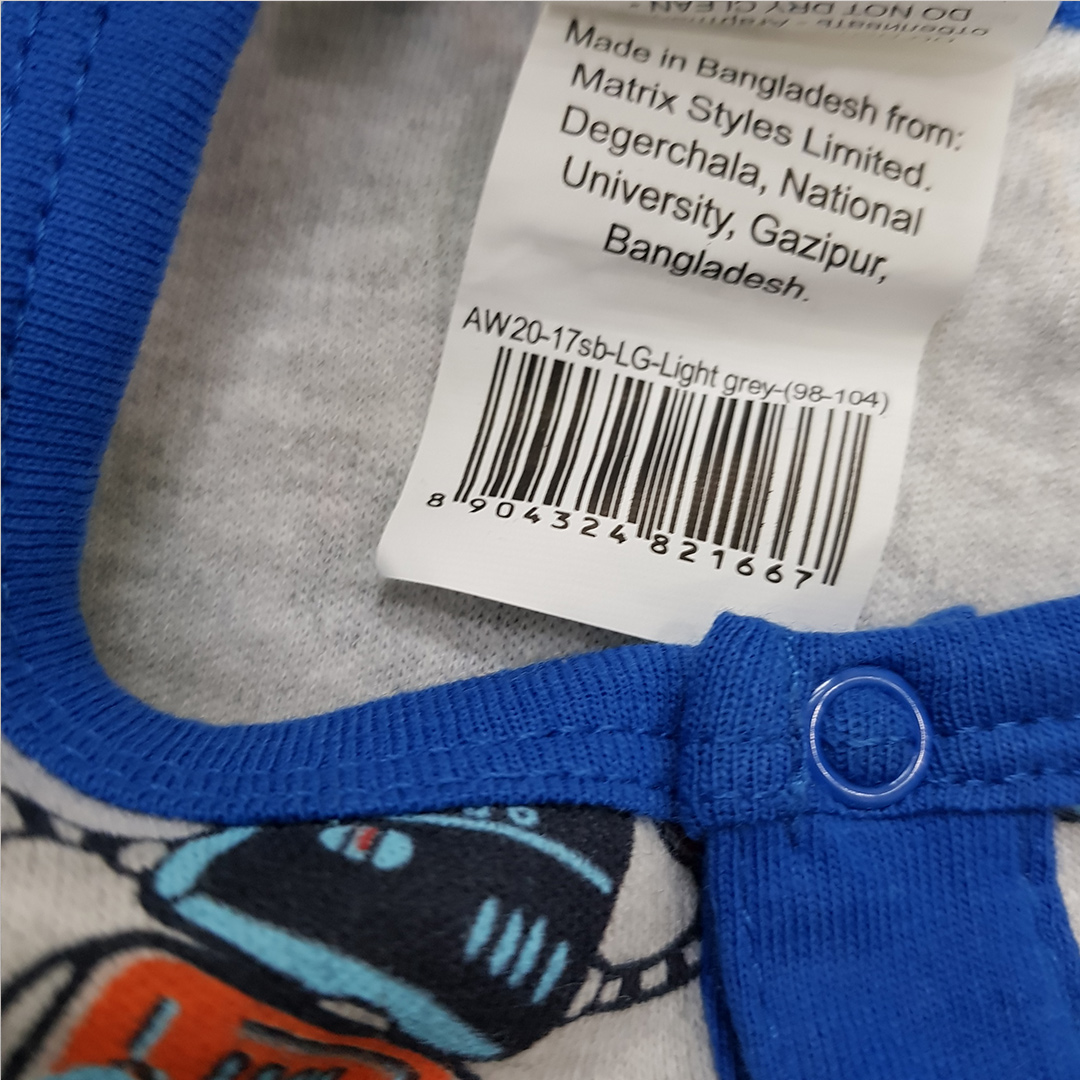 DO NOT DRY CLEAN -
Made in Bangladesh from:
Matrix Styles Limited.
Degerchala, National
University, Gazipur,
Bangladesh.
AW20-17sb-LG-Light grey-(98-104)
8 904324 821667